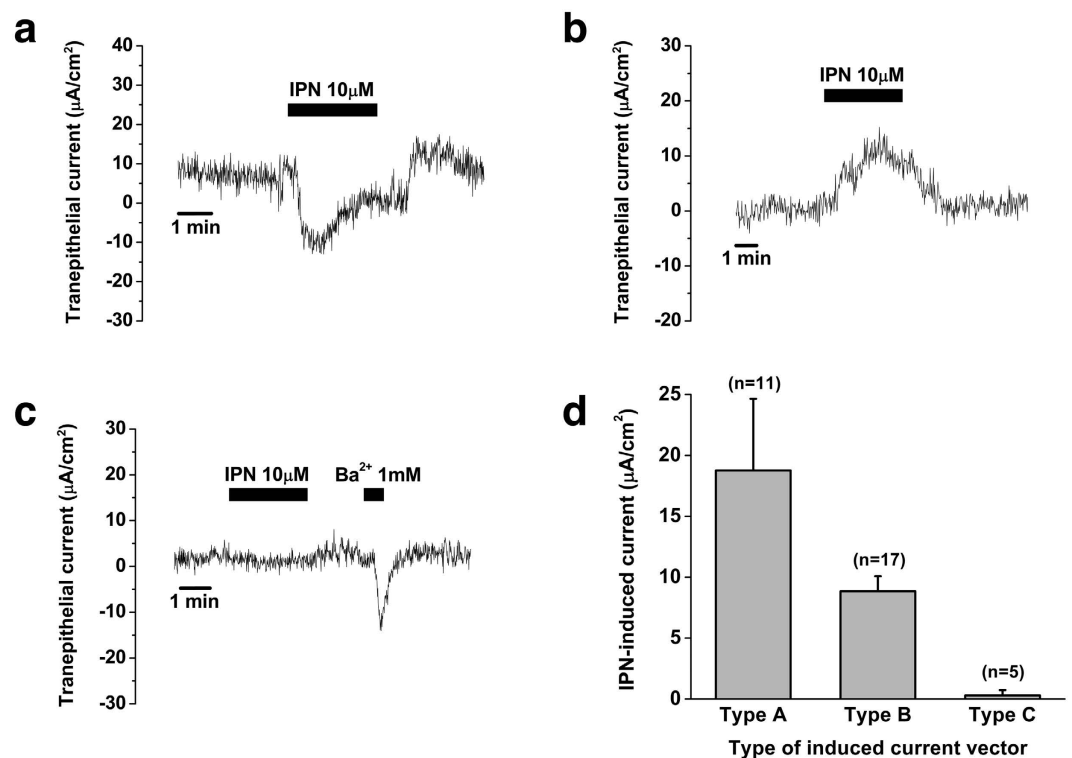 a
Tranepithelial current (μA/cm²)
40
30
20
10
0
-10
-20
-30
IPN 10μM
1 min
b
Tranepithelial current (μA/cm²)
30
20
10
0
-10
-20
IPN 10μM
1 min
c
Tranepithelial current (μA/cm²)
30
20
10
0
-10
-20
-30
IPN 10μM
Ba²⁺ 1mM
1 min
d
IPN-induced current (μA/cm²)
25
20
15
10
5
0
(n=11)
(n=17)
(n=5)
Type A
Type B
Type C
Type of induced current vector